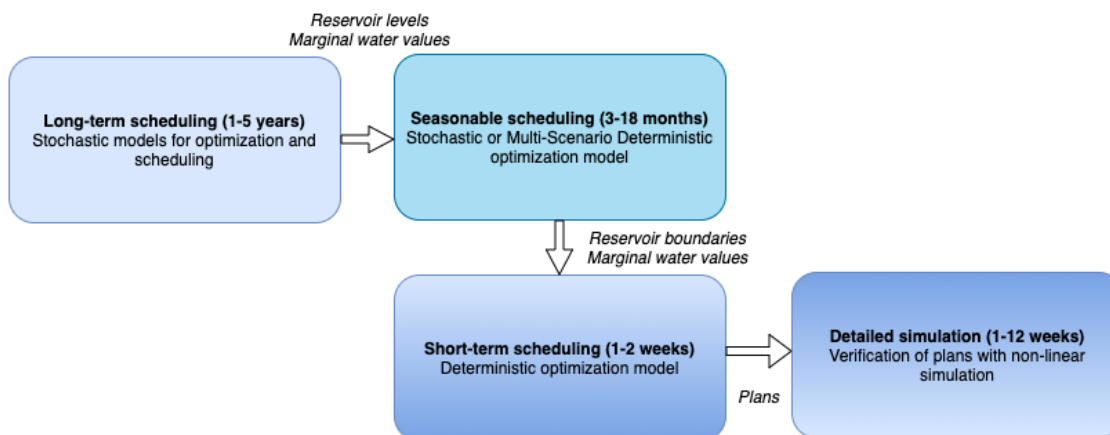 Reservoir levels
Marginal water values
Long-term scheduling (1-5 years)
Stochastic models for optimization and
scheduling
Seasonable scheduling (3-18 months)
Stochastic or Multi-Scenario Deterministic
optimization model
Reservoir boundaries
Marginal water values
Short-term scheduling (1-2 weeks)
Deterministic optimization model
Plans
Detailed simulation (1-12 weeks)
Verification of plans with non-linear
simulation